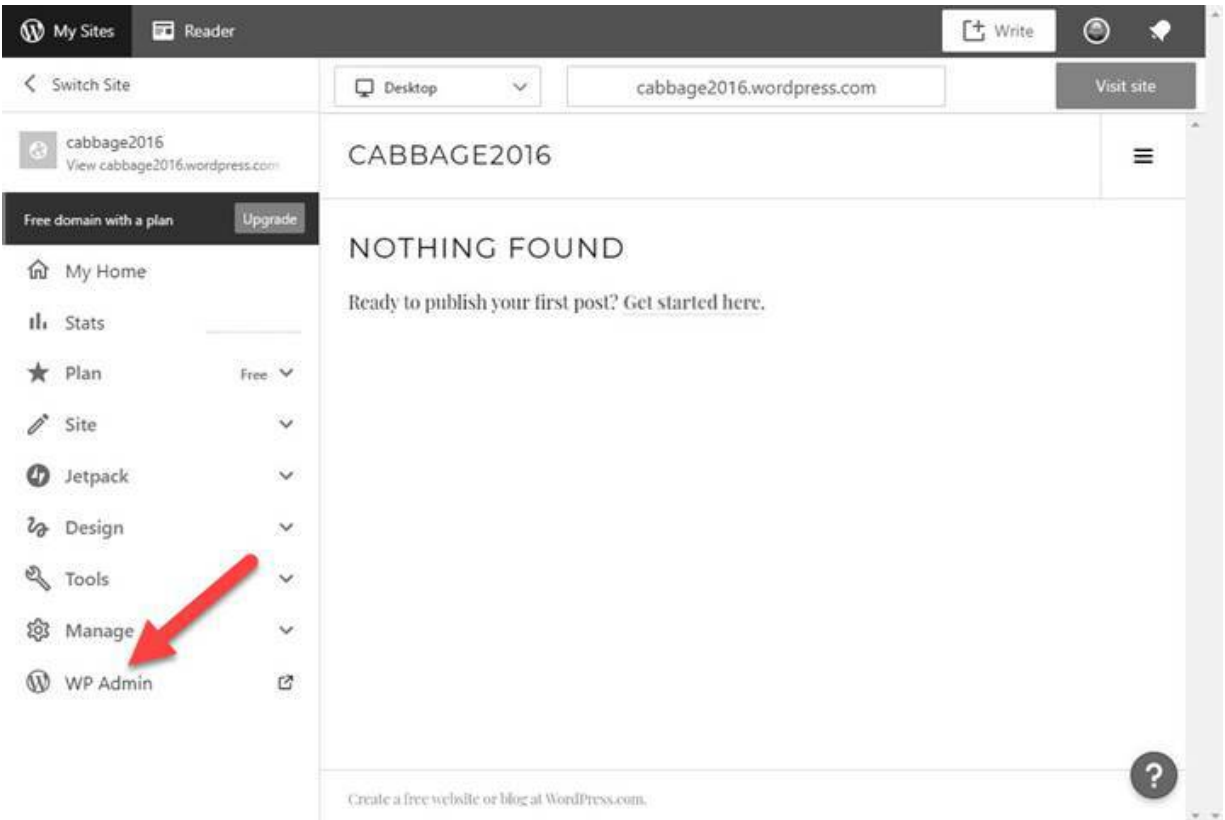 My Sites
Reader
Write
Switch Site
Desktop
cabbage2016.wordpress.com
Visit site
cabbage2016
View cabbage2016.wordpress.com
CABBAGE2016
Free domain with a plan
Upgrade
NOTHING FOUND
My Home
Ready to publish your first post? Get started here.
Stats
Plan
Free
Site
Jetpack
Design
Tools
Manage
WP Admin
?
Create a free website or blog at WordPress.com.